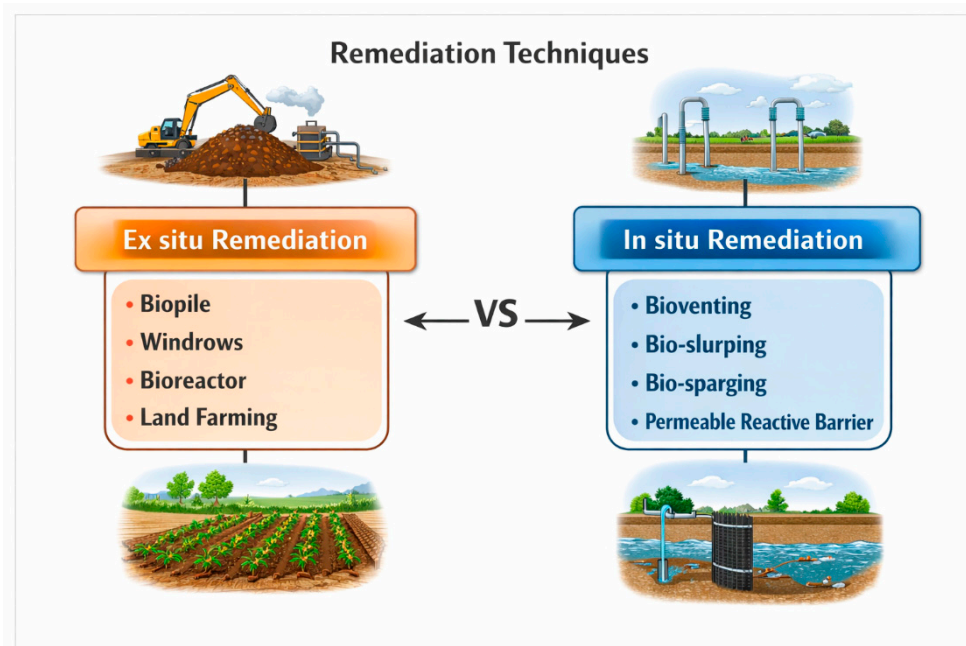 Remediation Techniques
Ex situ Remediation
• Biopile
• Windrows
• Bioreactor
• Land Farming
VS
In situ Remediation
• Bioventing
• Bio-slurping
• Bio-sparging
• Permeable Reactive Barrier